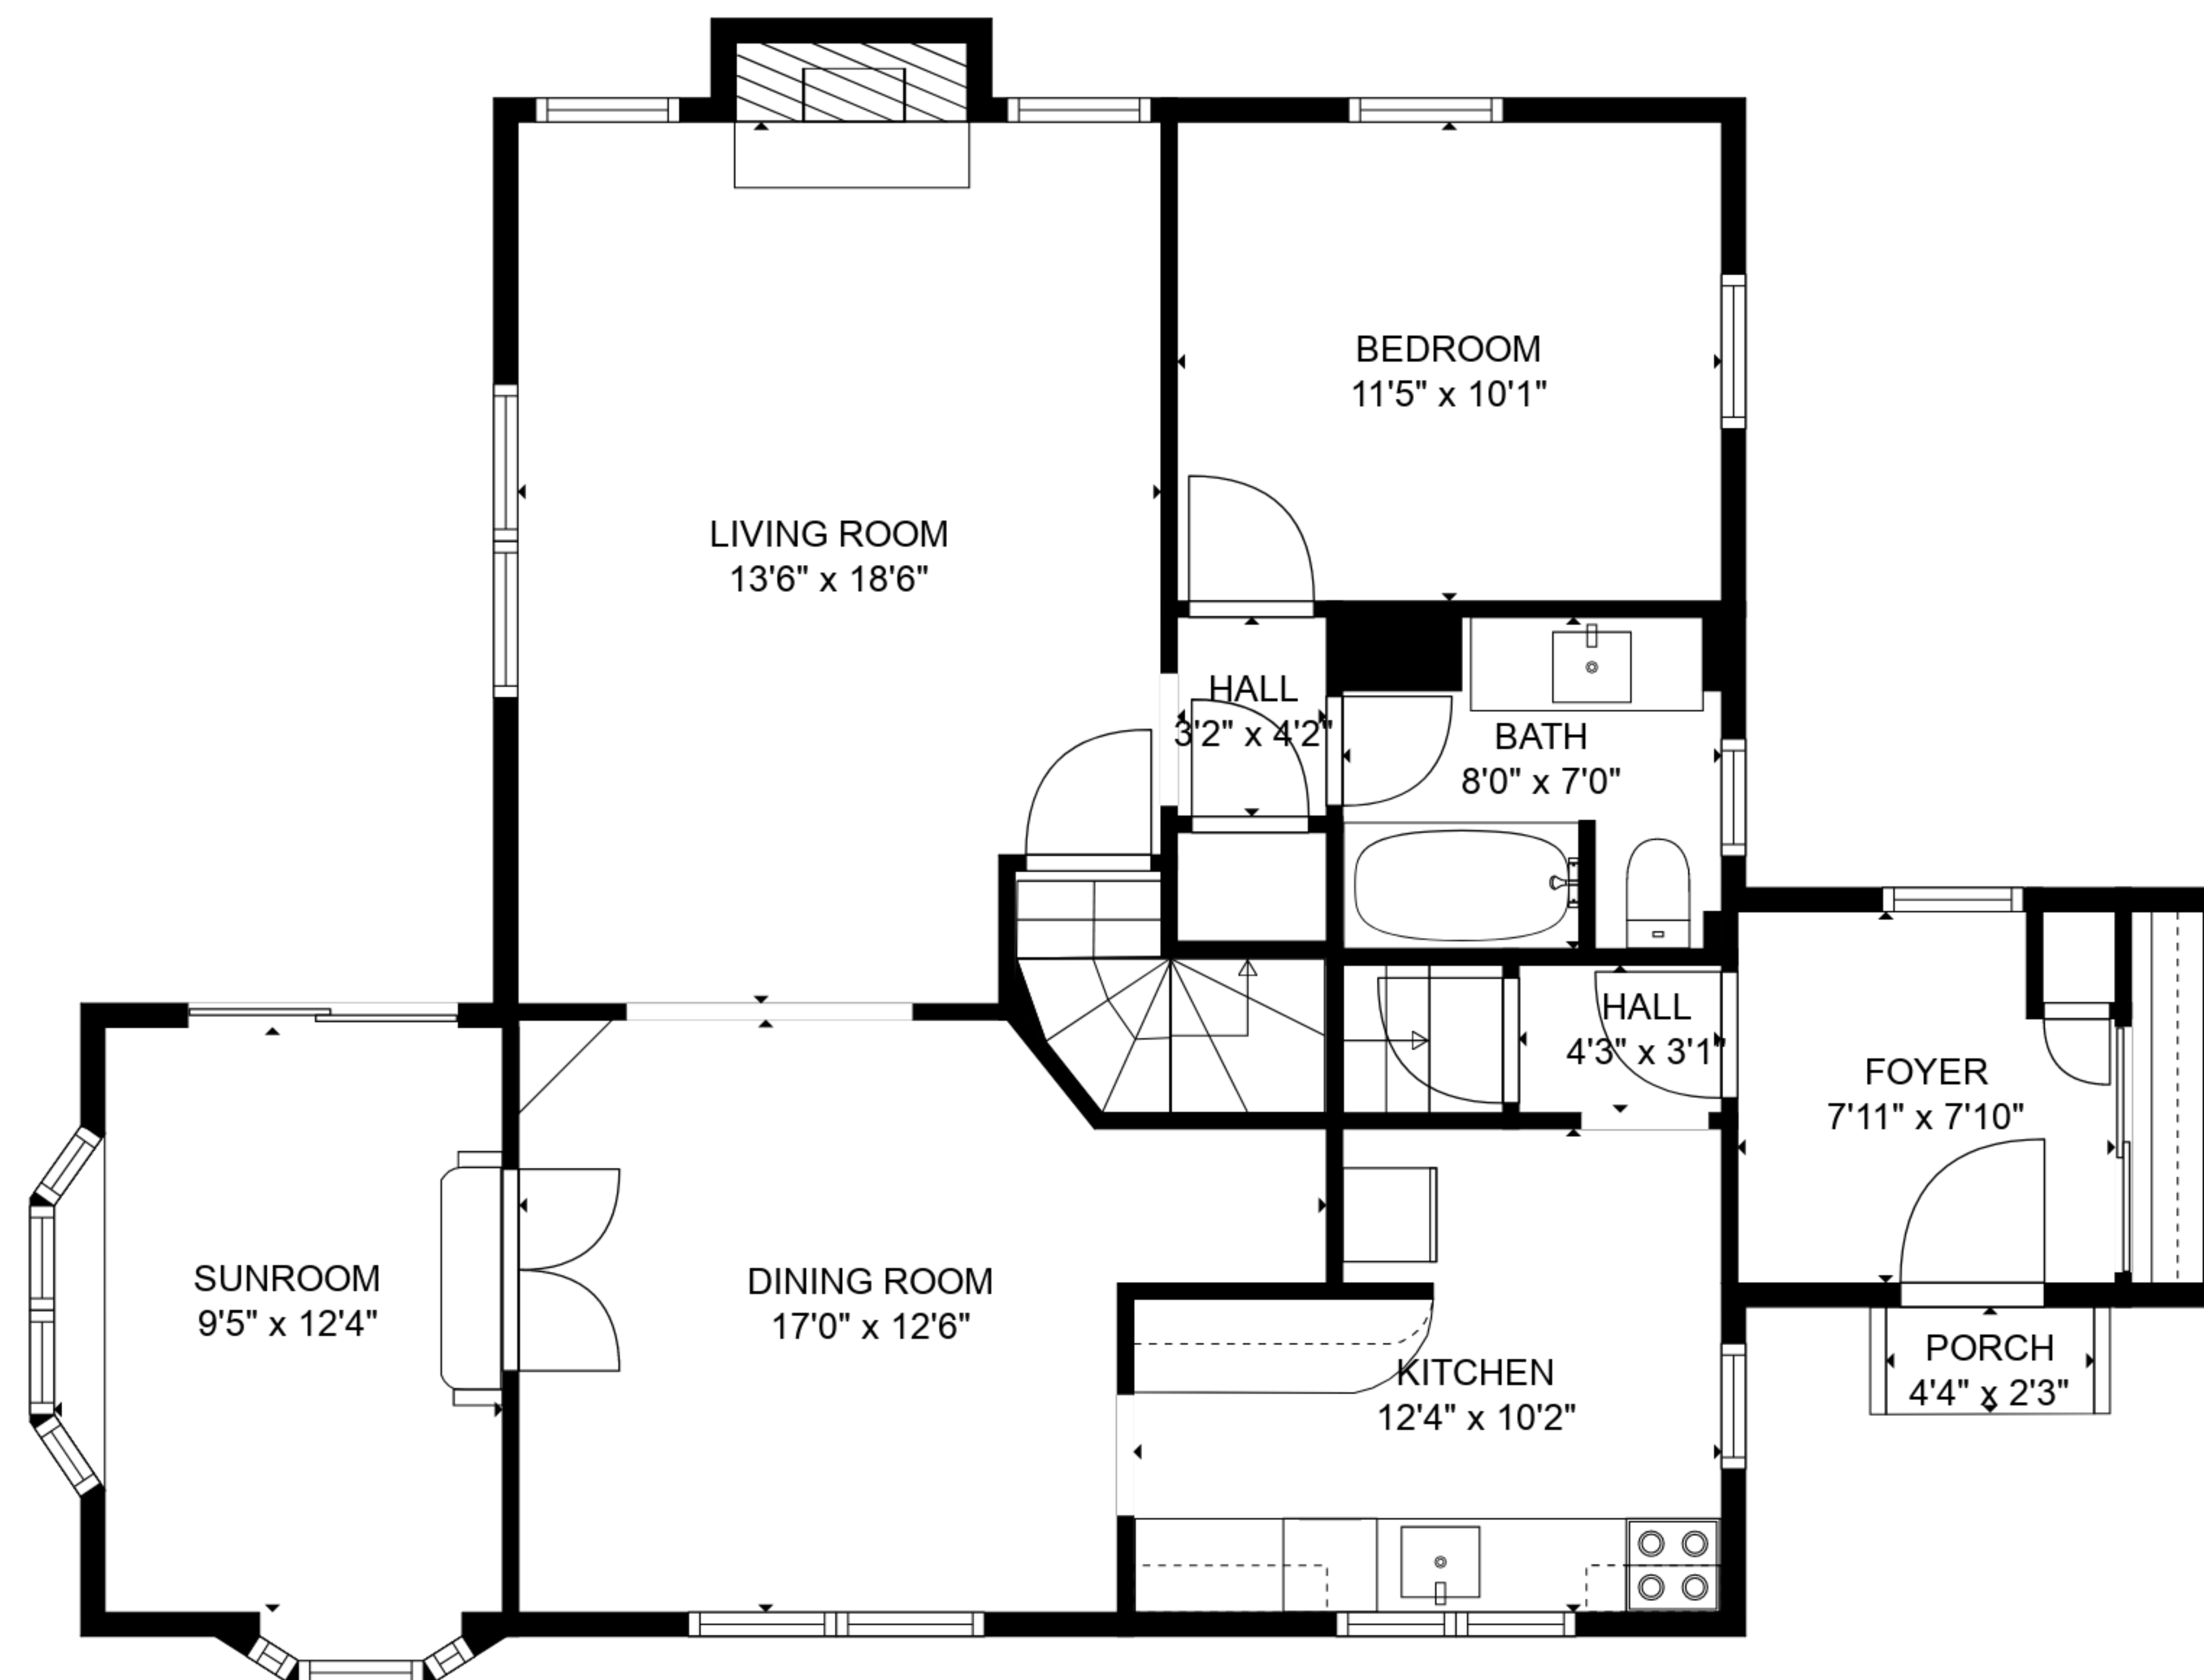 BEDROOM
11'5" x 10'1"
LIVING ROOM
13'6" x 18'6"
HALL
3'2" x 4'2"
BATH
8'0" x 7'0"
HALL
4'3" x 3'1"
FOYER
7'11" x 7'10"
SUNROOM
9'5" x 12'4"
DINING ROOM
17'0" x 12'6"
KITCHEN
12'4" x 10'2"
PORCH
4'4" x 2'3"